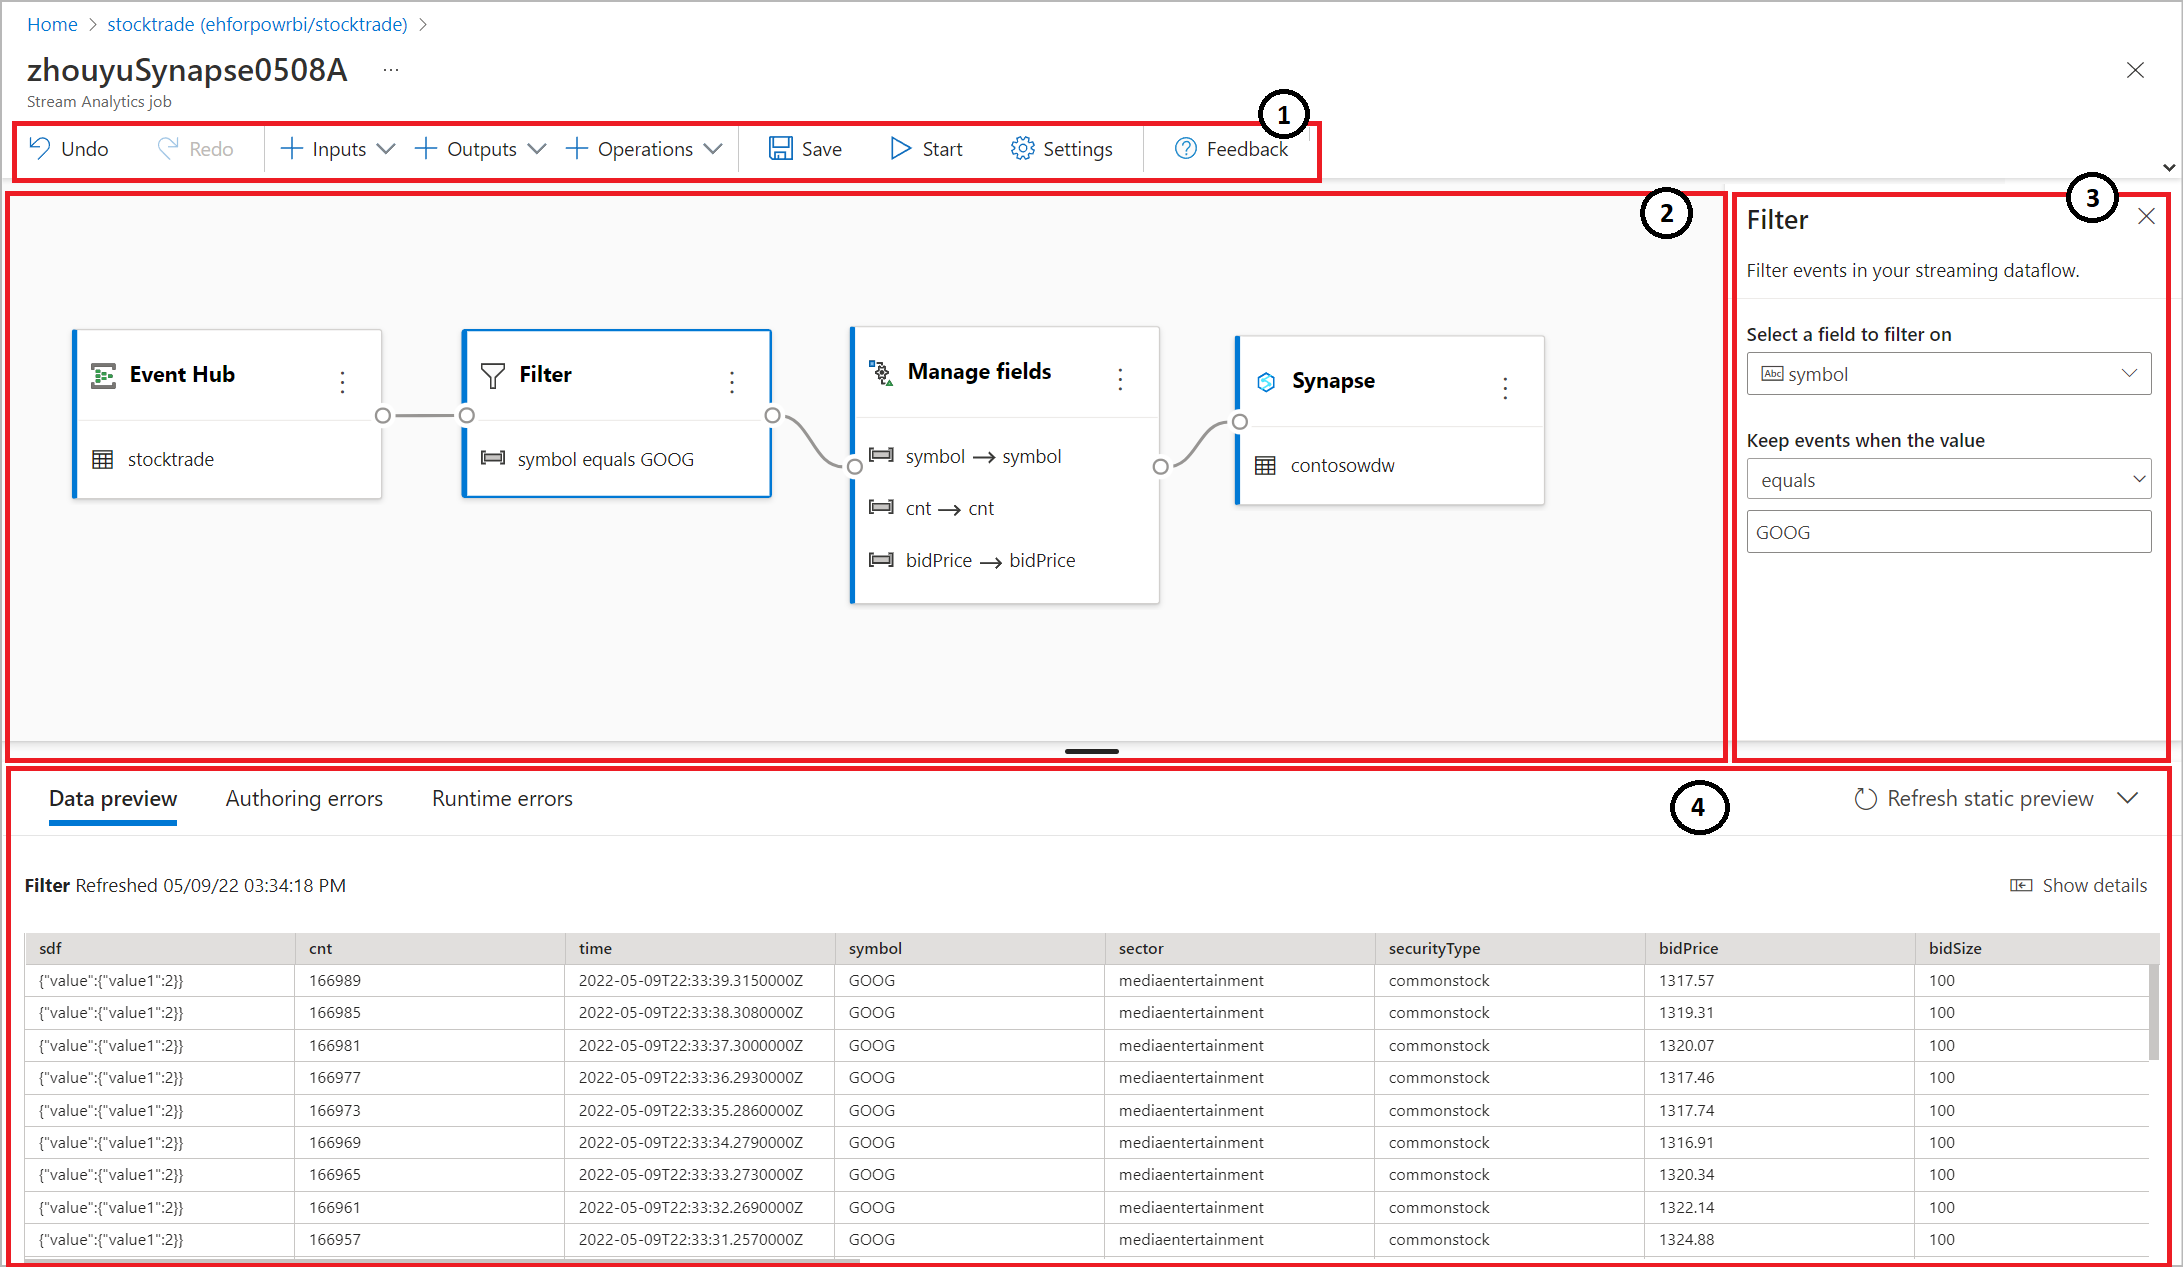 Home > stocktrade (ehforpowrbi/stocktrade) >
zhouyuSynapse0508A ...
Stream Analytics job
1
Undo Redo Inputs Outputs Operations Save Start Settings Feedback
2
3
Filter
Filter events in your streaming dataflow.
Select a field to filter on
Abc symbol
Keep events when the value
equals
GOOG
Event Hub
stocktrade
Filter
symbol equals GOOG
Manage fields
symbol → symbol
cnt → cnt
bidPrice → bidPrice
Synapse
contosowdw
Data preview Authoring errors Runtime errors 4 Refresh static preview
Filter Refreshed 05/09/22 03:34:18 PM Show details
sdf cnt time symbol sector securityType bidPrice bidSize
{"value":{"value1":2}} 166989 2022-05-09T22:33:39.3150000Z GOOG mediaentertainment commonstock 1317.57 100
{"value":{"value1":2}} 166985 2022-05-09T22:33:38.3080000Z GOOG mediaentertainment commonstock 1319.31 100
{"value":{"value1":2}} 166981 2022-05-09T22:33:37.3000000Z GOOG mediaentertainment commonstock 1320.07 100
{"value":{"value1":2}} 166977 2022-05-09T22:33:36.2930000Z GOOG mediaentertainment commonstock 1317.46 100
{"value":{"value1":2}} 166973 2022-05-09T22:33:35.2860000Z GOOG mediaentertainment commonstock 1317.74 100
{"value":{"value1":2}} 166969 2022-05-09T22:33:34.2790000Z GOOG mediaentertainment commonstock 1316.91 100
{"value":{"value1":2}} 166965 2022-05-09T22:33:33.2730000Z GOOG mediaentertainment commonstock 1320.34 100
{"value":{"value1":2}} 166961 2022-05-09T22:33:32.2690000Z GOOG mediaentertainment commonstock 1322.14 100
{"value":{"value1":2}} 166957 2022-05-09T22:33:31.2570000Z GOOG mediaentertainment commonstock 1324.88 100